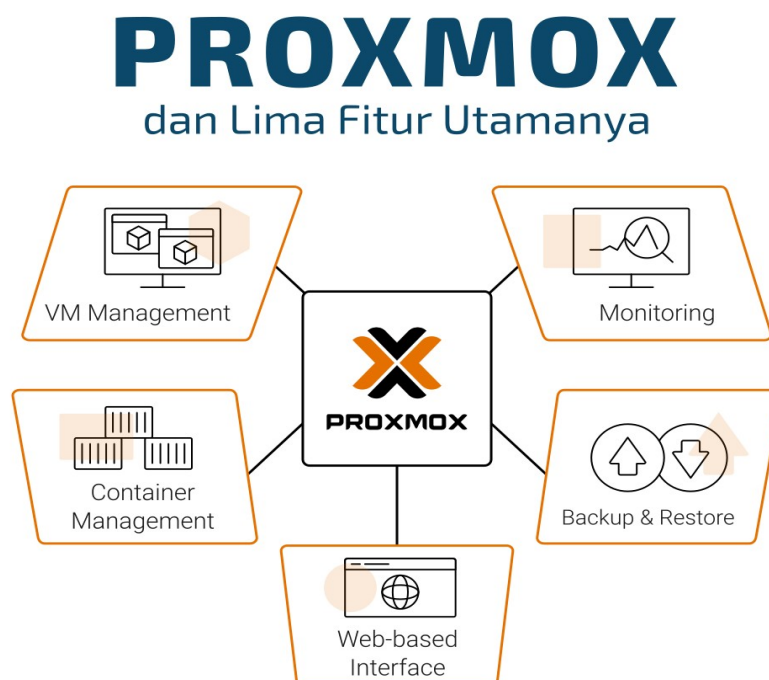 PROXMOX
dan Lima Fitur Utamanya
VM Management
Monitoring
PROXMOX
Container
Management
Backup & Restore
Web-based
Interface